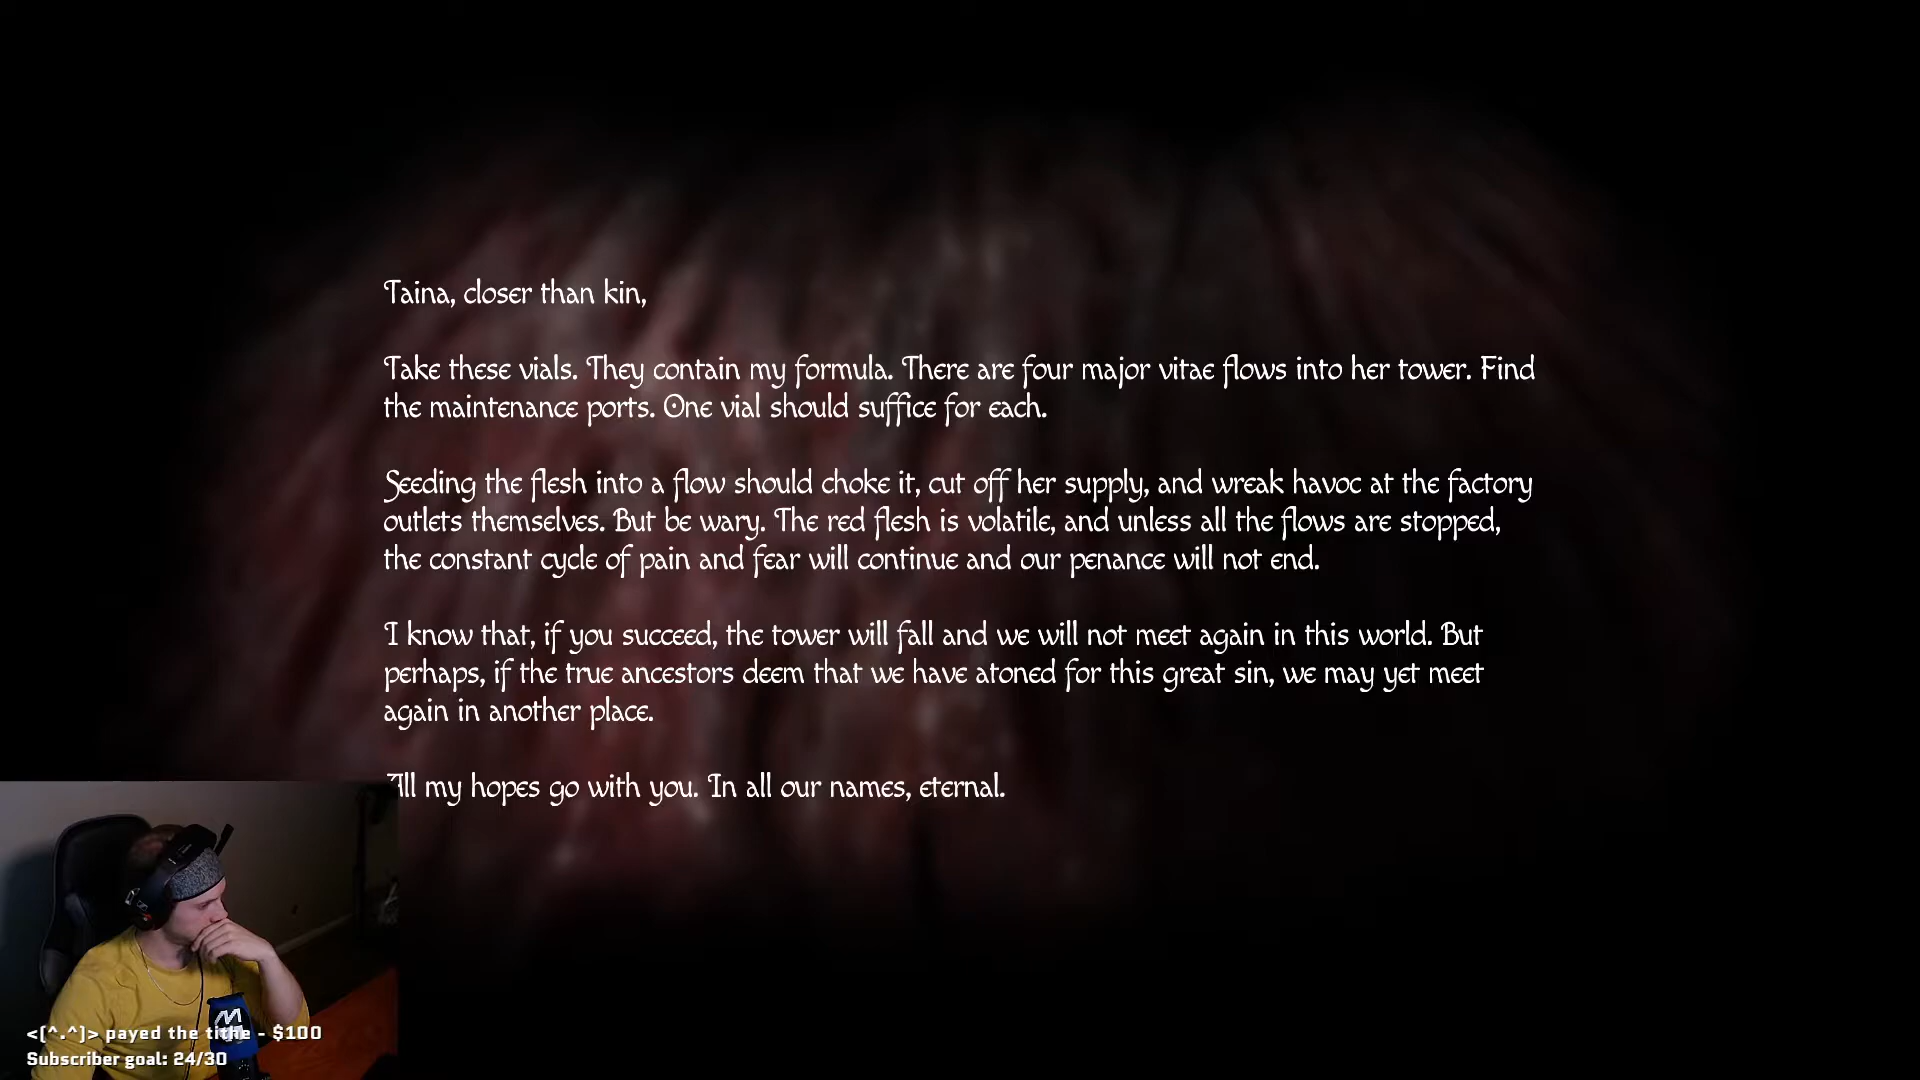 Taina, closer than kin,
Take these vials. They contain my formula. There are four major vitae flows into her tower. Find
the maintenance ports. One vial should suffice for each.
Seeding the flesh into a flow should choke it, cut off her supply, and wreak havoc at the factory
outlets themselves. But be wary. The red flesh is volatile, and unless all the flows are stopped,
the constant cycle of pain and fear will continue and our penance will not end.
I know that, if you succeed, the tower will fall and we will not meet again in this world. But
perhaps, if the true ancestors deem that we have atoned for this great sin, we may yet meet
again in another place.
All my hopes go with you. In all our names, eternal.
<[^.^]> payed the tithe - $100
Subscriber goal: 24/30